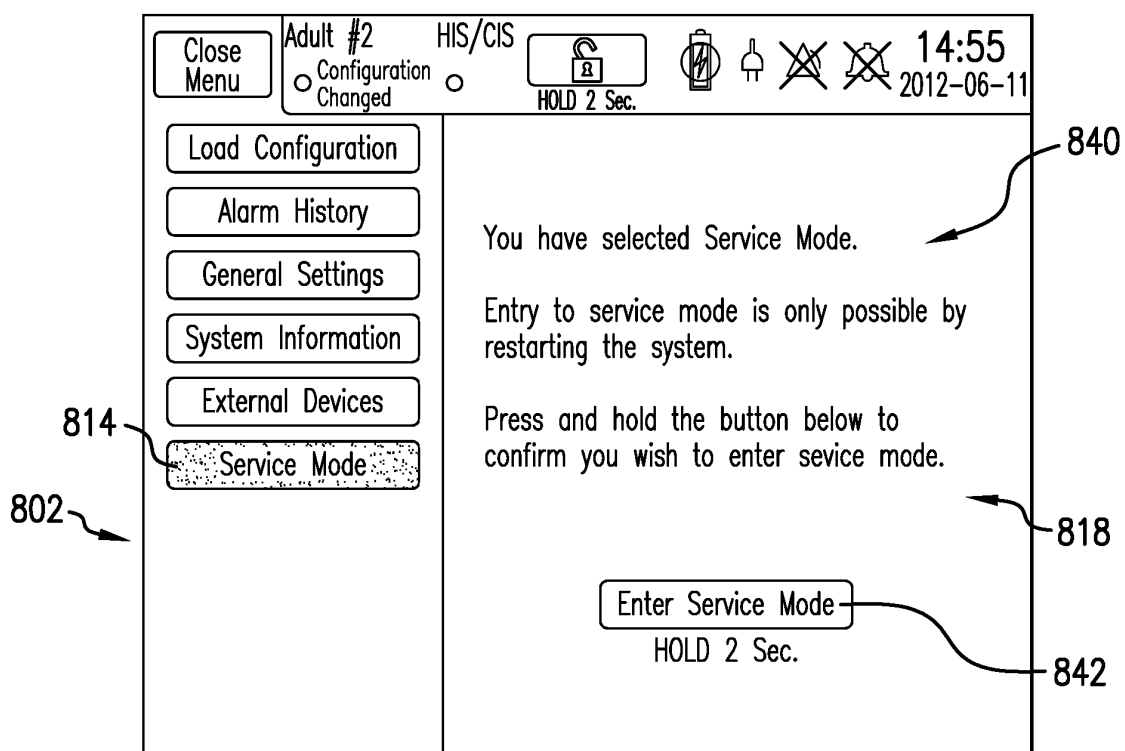 Close
Menu
Adult #2
HIS/CIS
Configuration
Changed
HOLD 2 Sec.
14:55
2012-06-11
Load Configuration
Alarm History
General Settings
System Information
External Devices
Service Mode
You have selected Service Mode.
Entry to service mode is only possible by
restarting the system.
Press and hold the button below to
confirm you wish to enter sevice mode.
Enter Service Mode
HOLD 2 Sec.
840
814
802
818
842